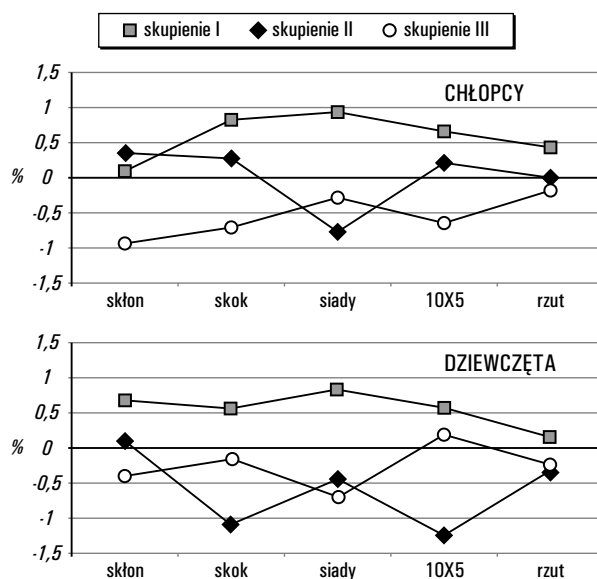 skupienie I skupienie II skupienie III
1,5
CHŁOPCY
1
0,5
% 0
-0,5
-1
-1,5
skłon skok siady 10X5 rzut
1,5
DZIEWCZĘTA
1
0,5
% 0
-0,5
-1
-1,5
skłon skok siady 10X5 rzut